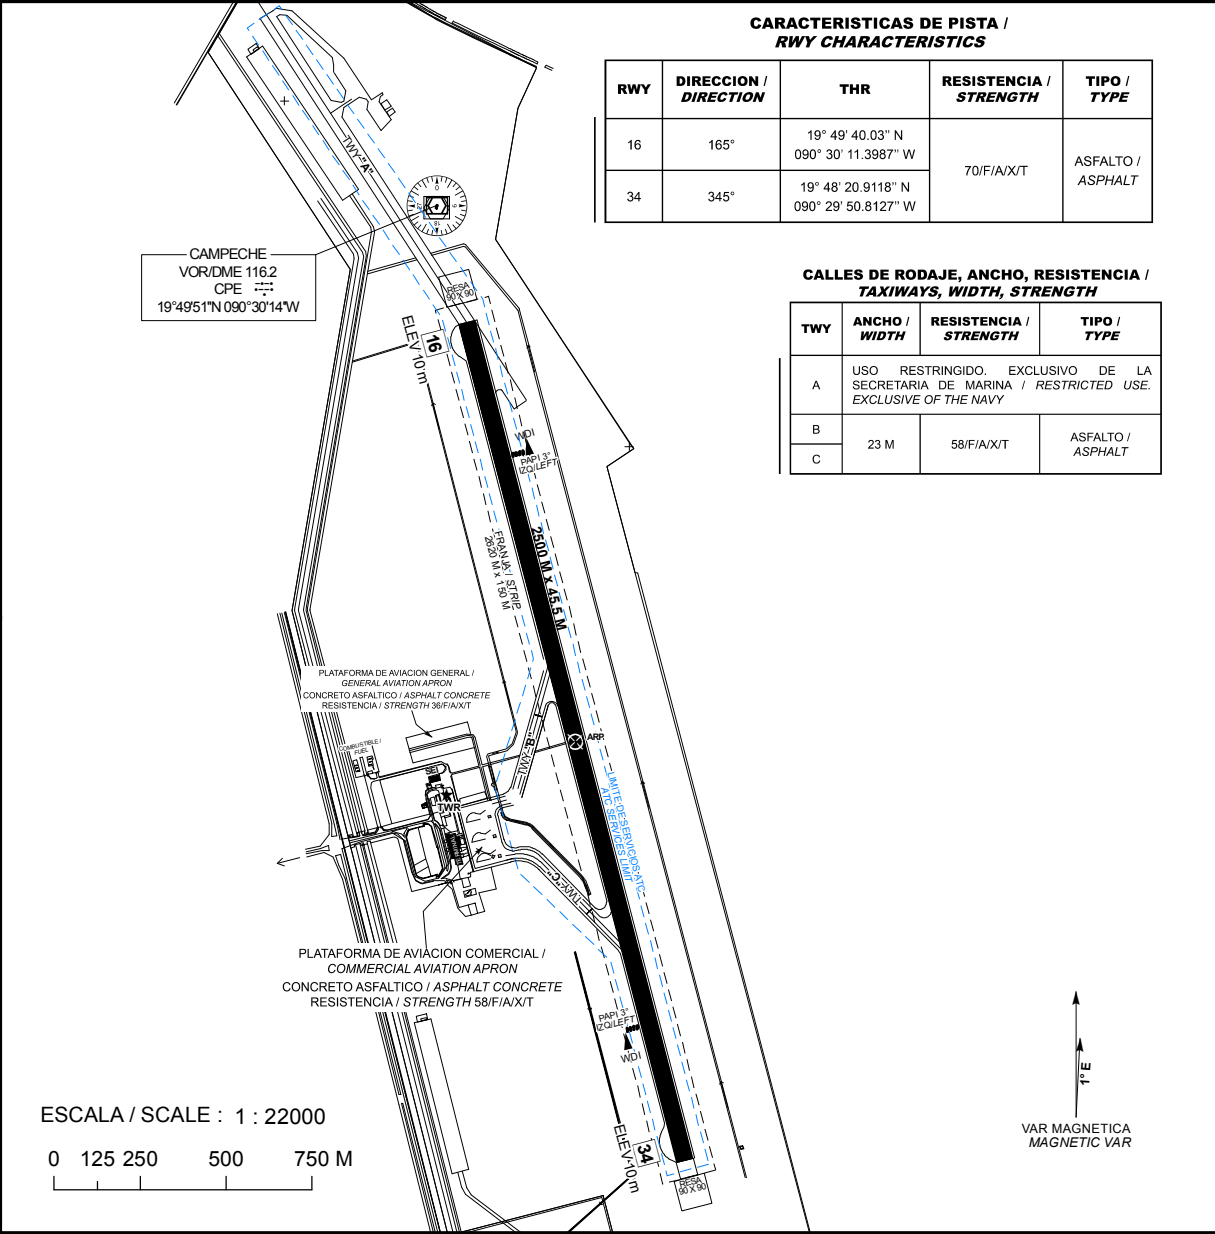 CARACTERISTICAS DE PISTA /
RWY CHARACTERISTICS
RWY
DIRECCION /
DIRECTION
THR
RESISTENCIA /
STRENGTH
TIPO /
TYPE
16
165°
19° 49' 40.03" N
090° 30' 11.3987" W
70/F/A/X/T
ASFALTO /
ASPHALT
34
345°
19° 48' 20.9118" N
090° 29' 50.8127" W
CALLES DE RODAJE, ANCHO, RESISTENCIA /
TAXIWAYS, WIDTH, STRENGTH
TWY
ANCHO /
WIDTH
RESISTENCIA /
STRENGTH
TIPO /
TYPE
A
USO RESTRINGIDO. EXCLUSIVO DE LA
SECRETARIA DE MARINA / RESTRICTED USE.
EXCLUSIVE OF THE NAVY
B
C
23 M
58/F/A/X/T
ASFALTO /
ASPHALT
TWY "A"
0
9
18
27
CAMPECHE
VOR/DME 116.2
CPE
19°49'51"N 090°30'14"W
RESA
90 X 90
16
ELEV 10 m
WDI
PAPI 3°
IZQ/LEFT
FRANJA / STRIP
2620 M x 150 M
2500 M x 45.5 M
PLATAFORMA DE AVIACION GENERAL /
GENERAL AVIATION APRON
CONCRETO ASFALTICO / ASPHALT CONCRETE
RESISTENCIA / STRENGTH 36/F/A/X/T
COMBUSTIBLE /
FUEL
SEI
TWR
TWY "B"
ARP
LIMITE DE SERVICIOS ATC
ATC SERVICES LIMIT
TWY "C"
PLATAFORMA DE AVIACION COMERCIAL /
COMMERCIAL AVIATION APRON
CONCRETO ASFALTICO / ASPHALT CONCRETE
RESISTENCIA / STRENGTH 58/F/A/X/T
PAPI 3°
IZQ/LEFT
WDI
34
ELEV 10 m
RESA
90 X 90
1° E
VAR MAGNETICA
MAGNETIC VAR
ESCALA / SCALE : 1 : 22000
0 125 250 500 750 M